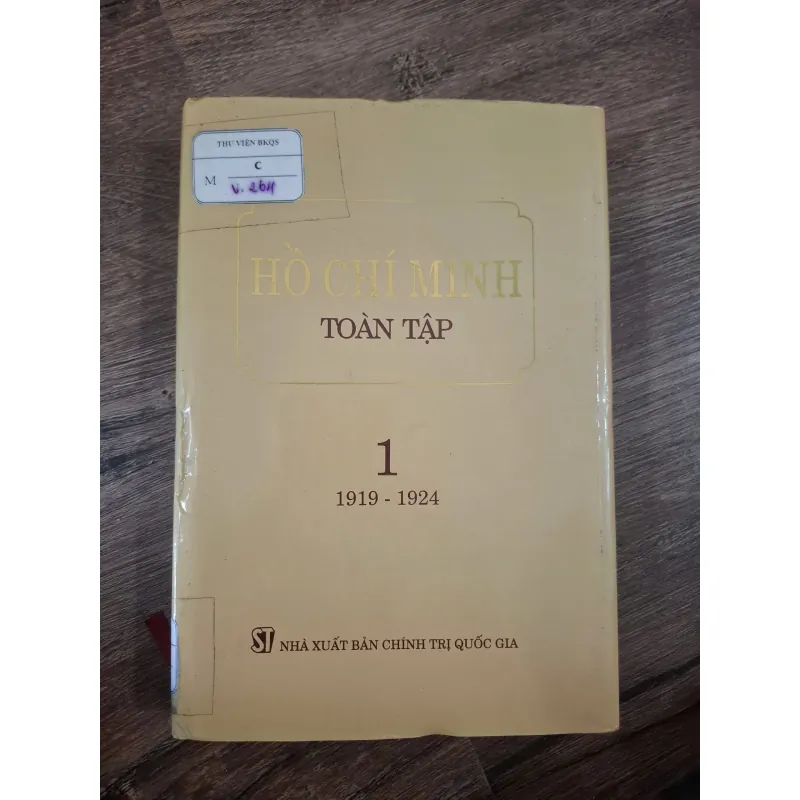 THƯ VIỆN BKQS
C
M
V. 264
HỒ CHÍ MINH
TOÀN TẬP
1
1919 - 1924
ST NHÀ XUẤT BẢN CHÍNH TRỊ QUỐC GIA